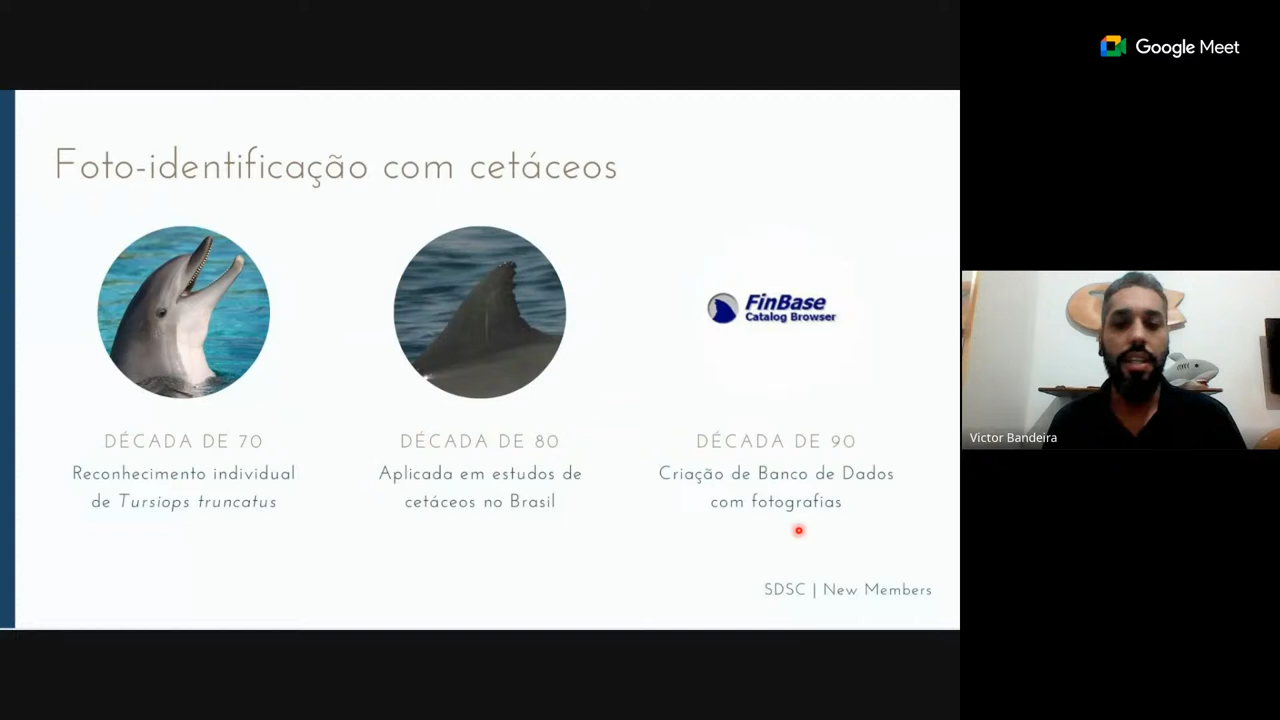 Google Meet
Foto-identificação com cetáceos
FinBase
Catalog Browser
DÉCADA DE 70
Reconhecimento individual
de Tursiops truncatus
DÉCADA DE 80
Aplicada em estudos de
cetáceos no Brasil
DÉCADA DE 90
Criação de Banco de Dados
com fotografias
SDSC | New Members
Victor Bandeira